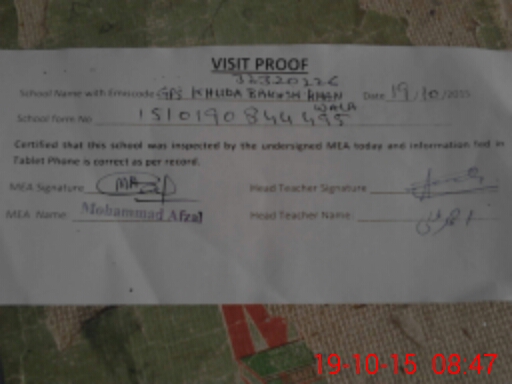 VISIT PROOF
32320226
School Name with Emiscode GPS KHUDA BAKHSH KHAN Date 19/10/2015
WALA
School form No 1510190844495
Certified that this school was inspected by the undersigned MEA today and information fed in
Tablet Phone is correct as per record.
MEA Signature Head Teacher Signature
MEA Name: Mohammad Afzal Head Teacher Name:
19-10-15 08:47